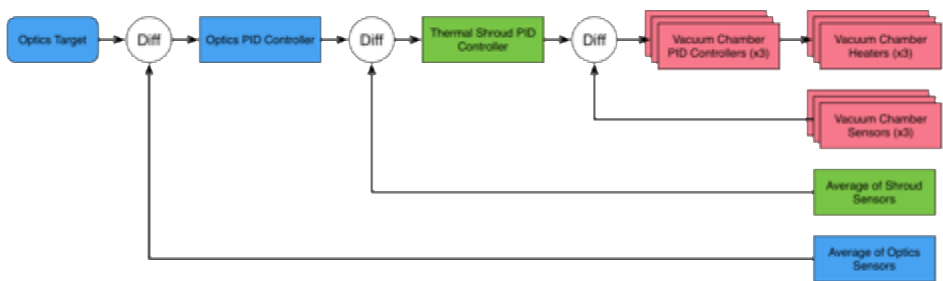 Optics Target
Diff
Optics PID Controller
Diff
Thermal Shroud PID
Controller
Diff
Vacuum Chamber
PID Controllers (x3)
Vacuum Chamber
Heaters (x3)
Vacuum Chamber
Sensors (x3)
Average of Shroud
Sensors
Average of Optics
Sensors